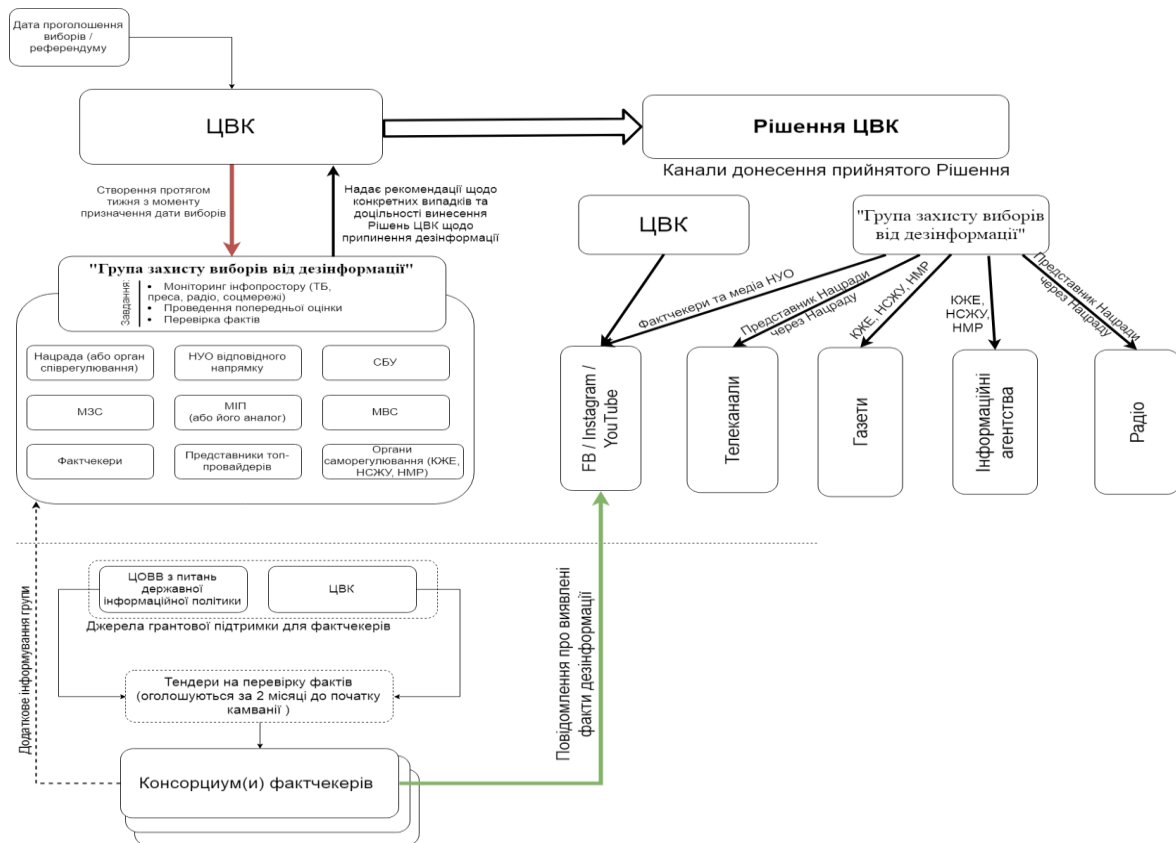 Дата проголошення
виборів /
референдуму
ЦВК
Рішення ЦВК
Канали донесення прийнятого Рішення
Створення протягом
тижня з моменту
призначення дати виборів
Надає рекомендації щодо
конкретних випадків та
доцільності винесення
Рішень ЦВК щодо
припинення дезінформації
ЦВК
"Група захисту виборів
від дезінформації"
"Група захисту виборів від дезінформації"
Завдання:
• Моніторинг інфопростору (ТБ,
преса, радіо, соцмережі)
• Проведення попередньої оцінки
• Перевірка фактів
Нацрада (або орган
співрегулювання)
НУО відповідного
напрямку
СБУ
МЗС
МІП
(або його аналог)
МВС
Фактчекери
Представники топ-
провайдерів
Органи
саморегулювання (КЖЕ,
НСЖУ, НМР)
Фактчекери та медіа НУО
Представник Нацради
через Нацраду
КЖЕ, НСЖУ, НМР
КЖЕ,
НСЖУ,
НМР
Представник Нацради
через Нацраду
FB / Instagram /
YouTube
Телеканали
Газети
Інформаційні
агентства
Радіо
Додаткове інформування групи
ЦОВВ з питань
державної
інформаційної політики
ЦВК
Джерела грантової підтримки для фактчекерів
Тендери на перевірку фактів
(оголошуються за 2 місяці до початку
камванії )
Консорциум(и) фактчекерів
Повідомлення про виявлені
факти дезінформації